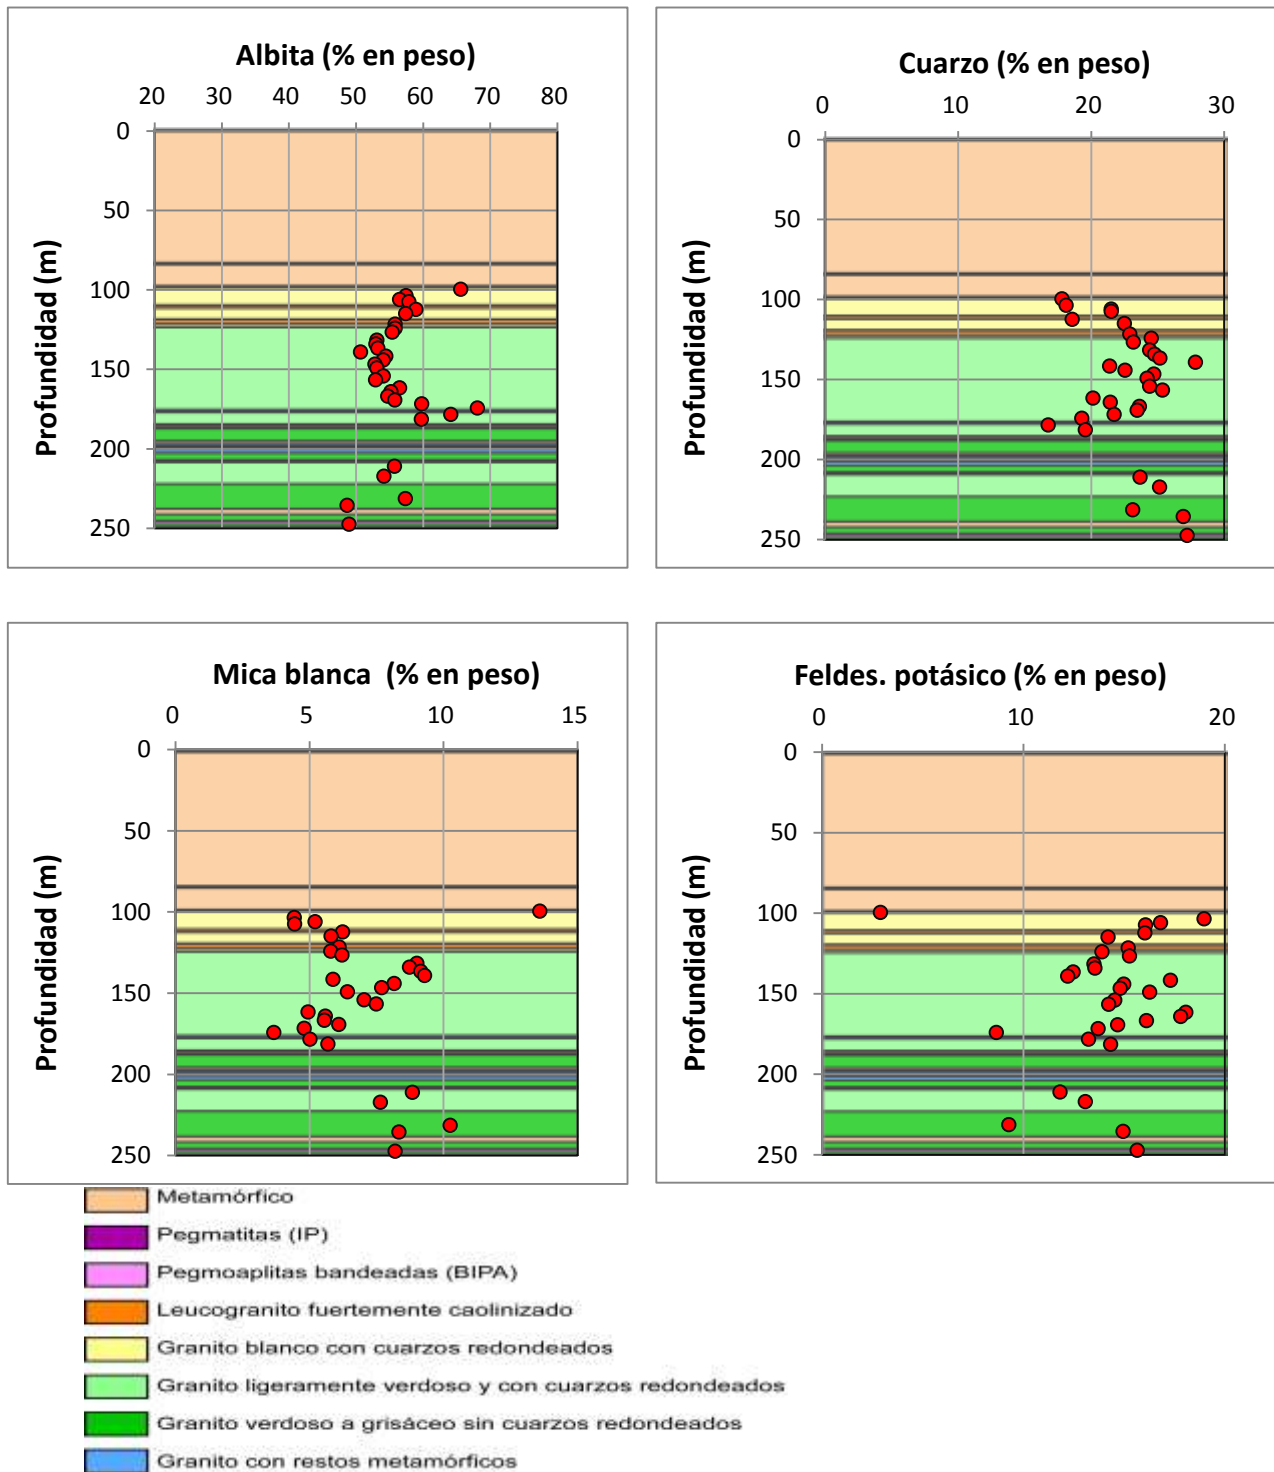 Albita (% en peso)
20 30 40 50 60 70 80
0
50
100
150
200
250
Profundidad (m)
Cuarzo (% en peso)
0 10 20 30
0
50
100
150
200
250
Profundidad (m)
Mica blanca (% en peso)
0 5 10 15
0
50
100
150
200
250
Profundidad (m)
Feldes. potásico (% en peso)
0 10 20
0
50
100
150
200
250
Profundidad (m)
Metamórfico
Pegmatitas (IP)
Pegmoaplitas bandeadas (BIPA)
Leucogranito fuertemente caolinizado
Granito blanco con cuarzos redondeados
Granito ligeramente verdoso y con cuarzos redondeados
Granito verdoso a grisáceo sin cuarzos redondeados
Granito con restos metamórficos